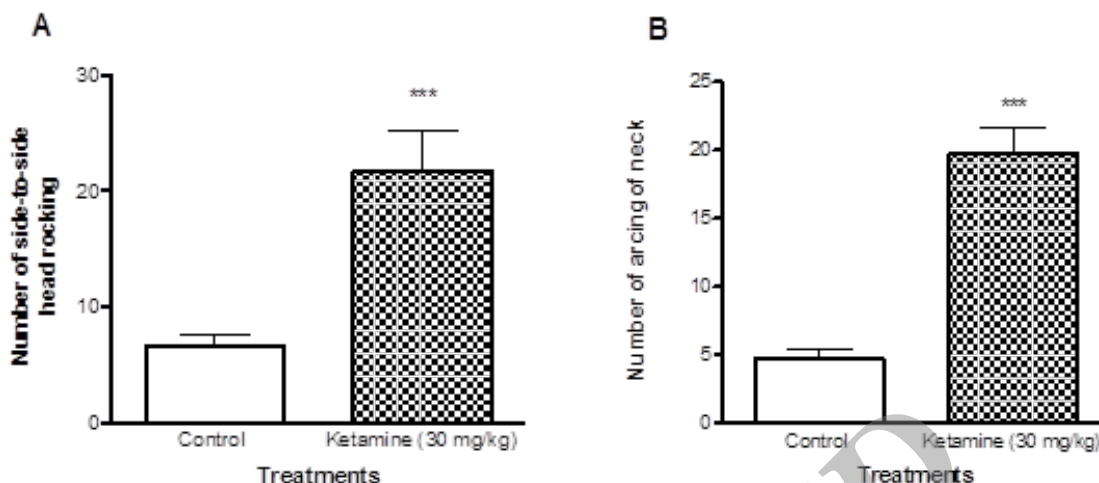 A
Number of side-to-side
head rocking
30
20
10
0
***
Control
Ketamine (30 mg/kg)
Treatments
B
Number of arcing of neck
25
20
15
10
5
0
***
Control
Ketamine (30 mg/kg)
Treatments